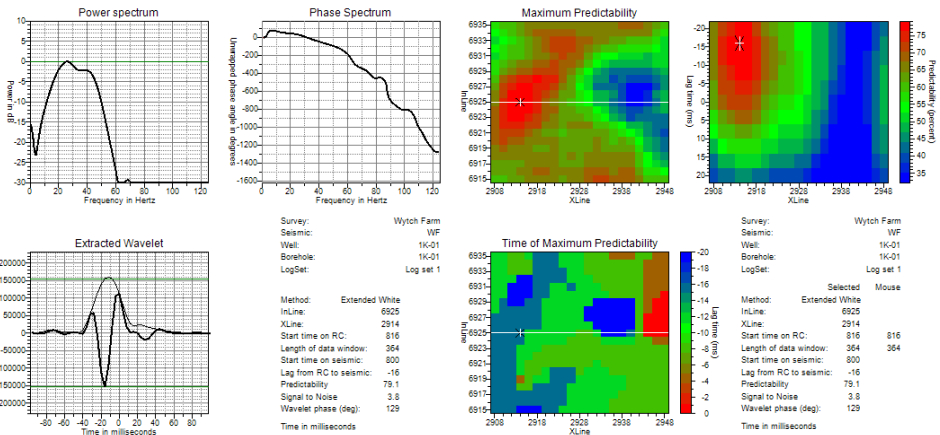 Power spectrum
Power in dB
10
5
0
-5
-10
-15
-20
-25
-30
0 20 40 60 80 100 120
Frequency in Hertz
Phase Spectrum
Unwrapped phase angle in degrees
200
0
-200
-400
-600
-800
-1000
-1200
-1400
-1600
0 20 40 60 80 100 120
Frequency in Hertz
Maximum Predictability
InLine
6935
6933
6931
6929
6927
6925
6923
6921
6919
6917
6915
2908 2918 2928 2938 2948
XLine
Lag time (ms)
-20
-15
-10
-5
0
5
10
15
20
2908 2918 2928 2938 2948
XLine
75
65
55
45
35
Predictability (percent)
Extracted Wavelet
200000
150000
100000
50000
0
50000
100000
150000
200000
-80 -60 -40 -20 0 20 40 60 80
Time in milliseconds
Survey: Wytch Farm
Seismic: WF
Well: 1K-01
Borehole: 1K-01
LogSet: Log set 1
Method: Extended White
InLine: 6925
XLine: 2914
Start time on RC: 816
Length of data window: 364
Start time on seismic: 800
Lag from RC to seismic: -16
Predictability 79.1
Signal to Noise 3.8
Wavelet phase (deg): 129
Time in milliseconds
Time of Maximum Predictability
InLine
6935
6933
6931
6929
6927
6925
6923
6921
6919
6917
6915
2908 2918 2928 2938 2948
XLine
-20
-18
-16
-14
-12
-10
-8
-6
-4
-2
0
Lag time (ms)
Survey: Wytch Farm
Seismic: WF
Well: 1K-01
Borehole: 1K-01
LogSet: Log set 1
Selected Mouse
Method: Extended White
InLine: 6925
XLine: 2914
Start time on RC: 816 816
Length of data window: 364 364
Start time on seismic: 800
Lag from RC to seismic: -16
Predictability 79.1
Signal to Noise 3.8
Wavelet phase (deg): 129
Time in milliseconds